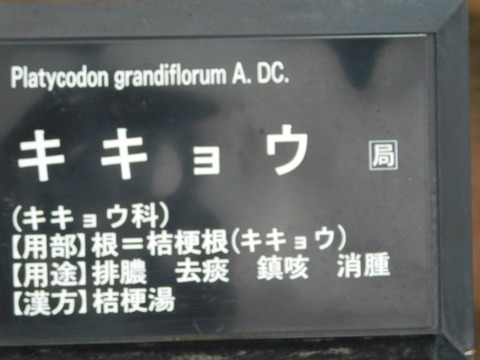 Platycodon grandiflorum A. DC.
キキョウ 局
(キキョウ科)
【用部】根＝桔梗根(キキョウ)
【用途】排膿 去痰 鎮咳 消腫
【漢方】桔梗湯